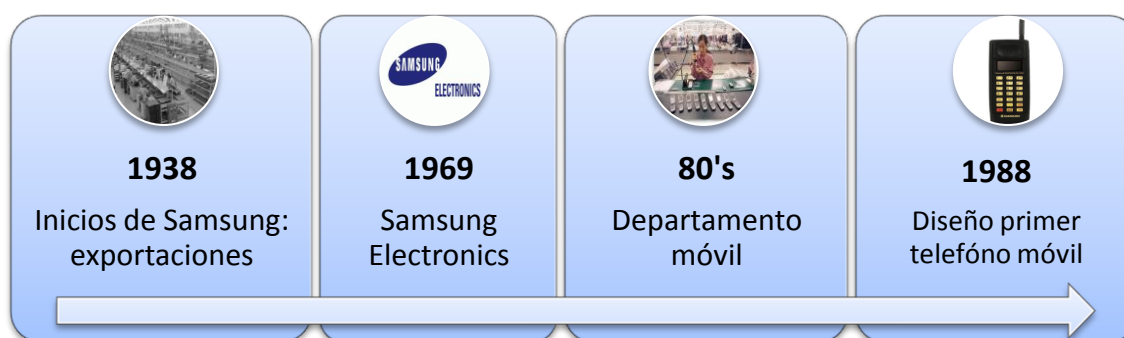 SAMSUNG
ELECTRONICS
1938
Inicios de Samsung:
exportaciones
1969
Samsung
Electronics
80's
Departamento
móvil
1988
Diseño primer
telefóno móvil